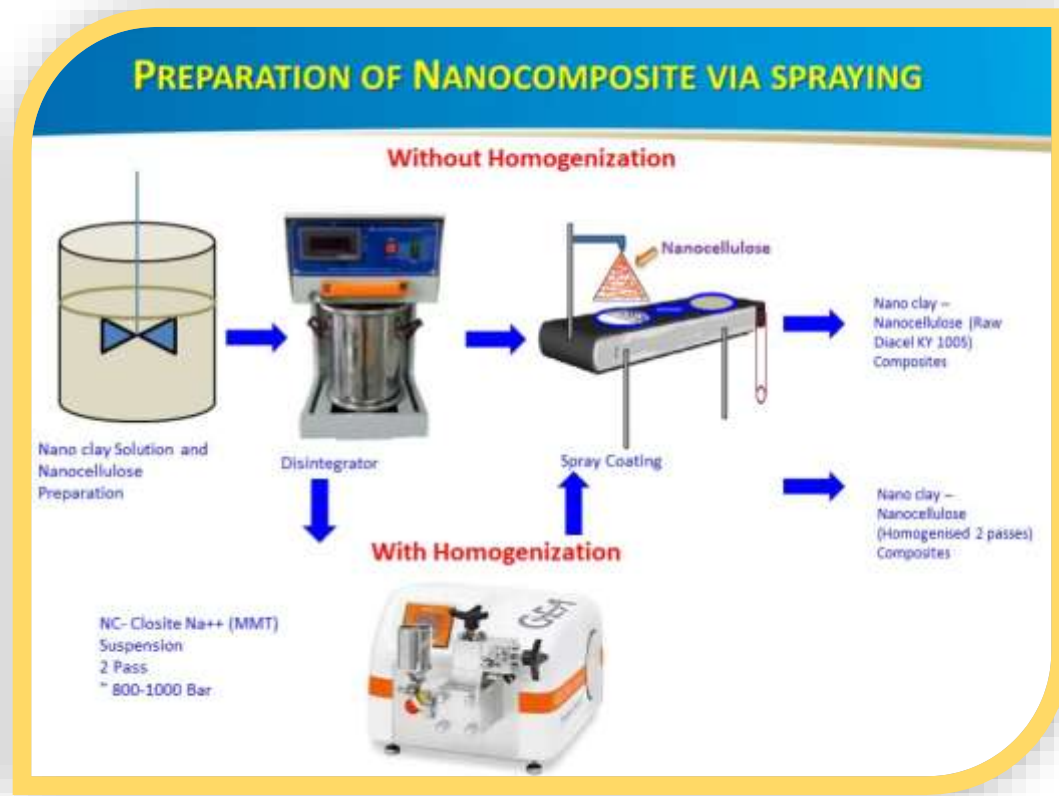 PREPARATION OF NANOCOMPOSITE VIA SPRAYING
Without Homogenization
Nanocellulose
Nano clay –
Nanocellulose (Raw
Diacel KY 100S)
Composites
Nano clay Solution and
Nanocellulose
Preparation
Disintegrator
Spray Coating
Nano clay –
Nanocellulose
(Homogenised 2 passes)
Composites
With Homogenization
NC- Closite Na++ (MMT)
Suspension
2 Pass
~ 800-1000 Bar
GEA